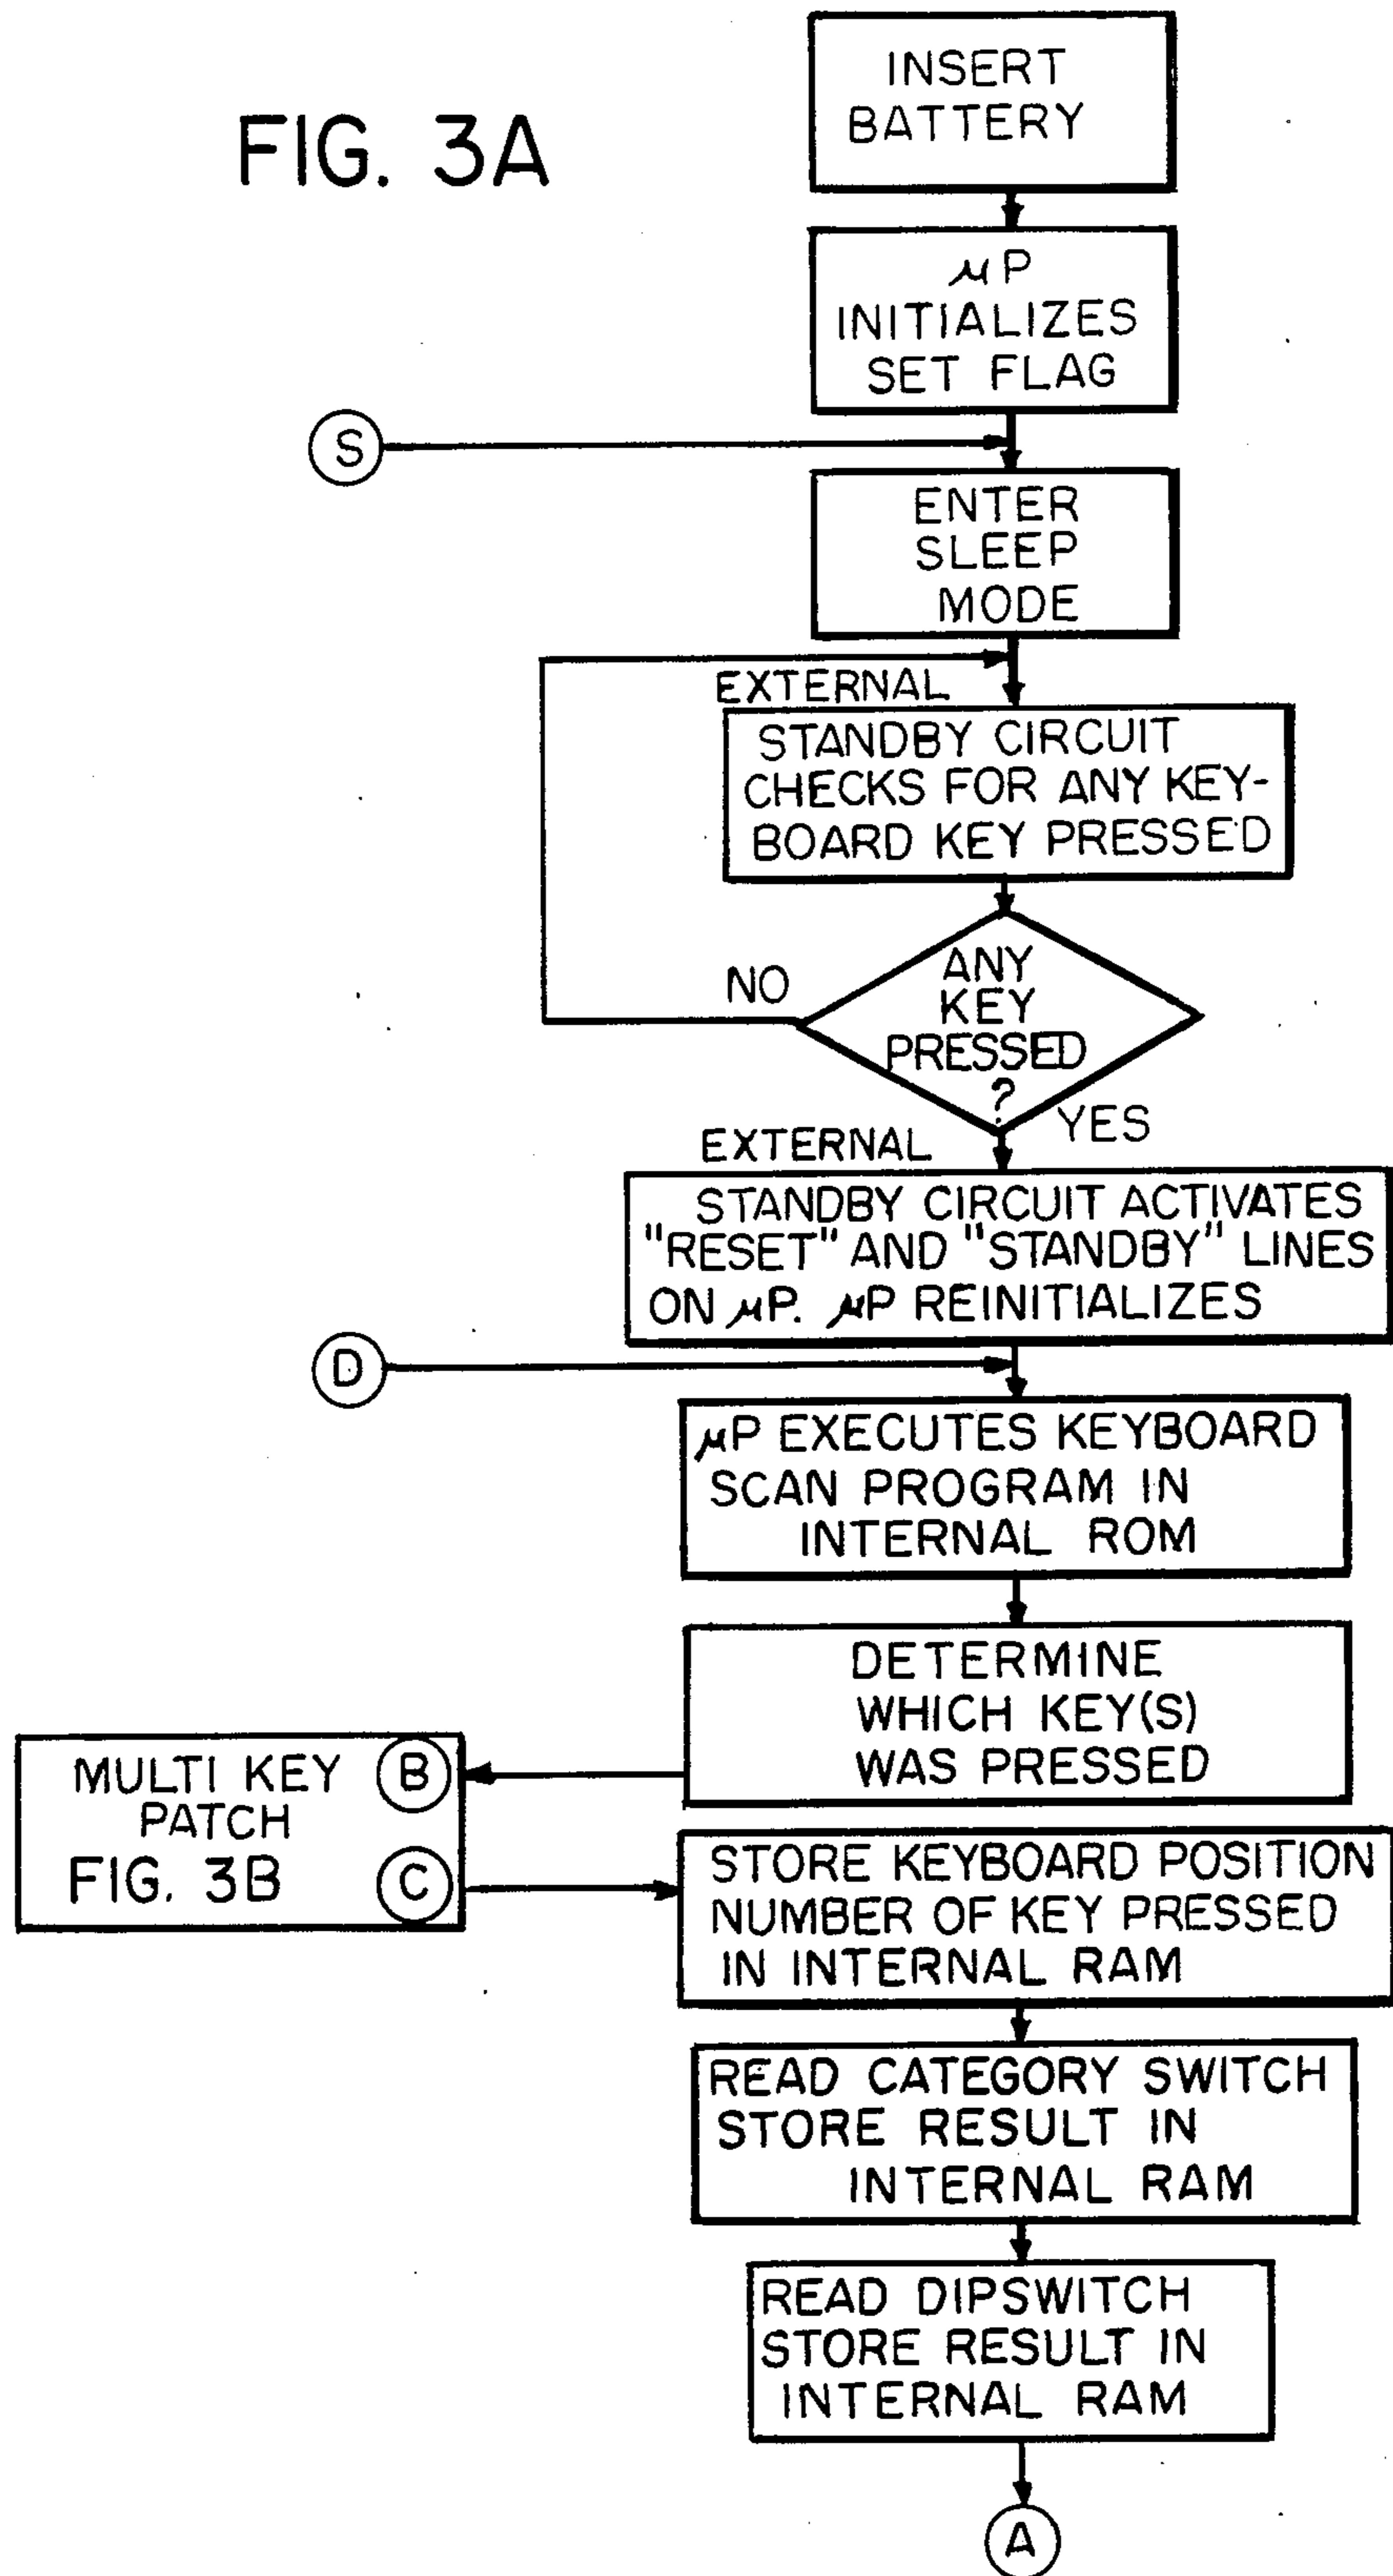 FIG. 3A
INSERT
BATTERY
μP
INITIALIZES
SET FLAG
S
ENTER
SLEEP
MODE
EXTERNAL
STANDBY CIRCUIT
CHECKS FOR ANY KEY-
BOARD KEY PRESSED
ANY
KEY
PRESSED
?
NO
YES
EXTERNAL
STANDBY CIRCUIT ACTIVATES
"RESET" AND "STANDBY" LINES
ON μP. μP REINITIALIZES
D
μP EXECUTES KEYBOARD
SCAN PROGRAM IN
INTERNAL ROM
DETERMINE
WHICH KEY(S)
WAS PRESSED
MULTI KEY B
PATCH
FIG. 3B C
STORE KEYBOARD POSITION
NUMBER OF KEY PRESSED
IN INTERNAL RAM
READ CATEGORY SWITCH
STORE RESULT IN
INTERNAL RAM
READ DIPSWITCH
STORE RESULT IN
INTERNAL RAM
A